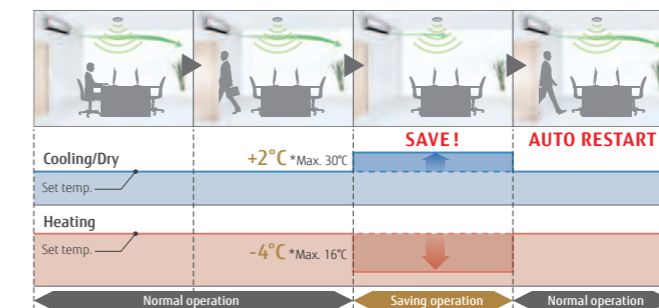 SAVE! AUTO RESTART
Cooling/Dry +2°C *Max. 30℃
Set temp.
Heating
Set temp. -4°C *Max. 16℃
Normal operation Saving operation Normal operation